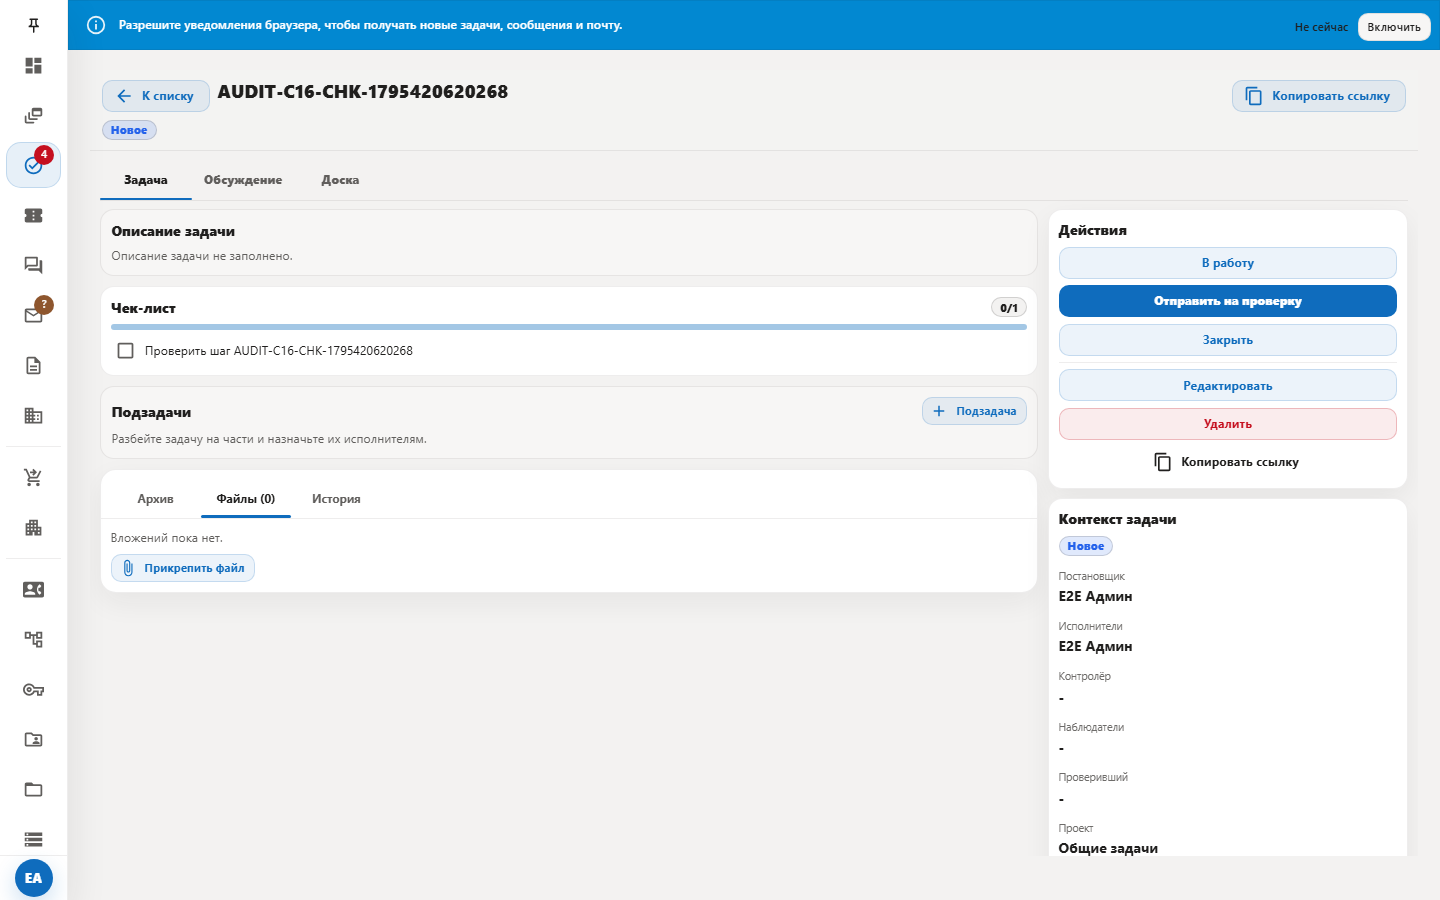 Разрешите уведомления браузера, чтобы получать новые задачи, сообщения и почту.
Не сейчас
Включить
К списку
AUDIT-C16-CHK-1795420620268
Копировать ссылку
Новое
4
?
EA
Задача
Обсуждение
Доска
Описание задачи
Описание задачи не заполнено.
Чек-лист
0/1
Проверить шаг AUDIT-C16-CHK-1795420620268
Подзадачи
Подзадача
Разбейте задачу на части и назначьте их исполнителям.
Архив
Файлы (0)
История
Вложений пока нет.
Прикрепить файл
Действия
В работу
Отправить на проверку
Закрыть
Редактировать
Удалить
Копировать ссылку
Контекст задачи
Новое
Постановщик
E2E Админ
Исполнители
E2E Админ
Контролёр
-
Наблюдатели
-
Проверивший
-
Проект
Общие задачи